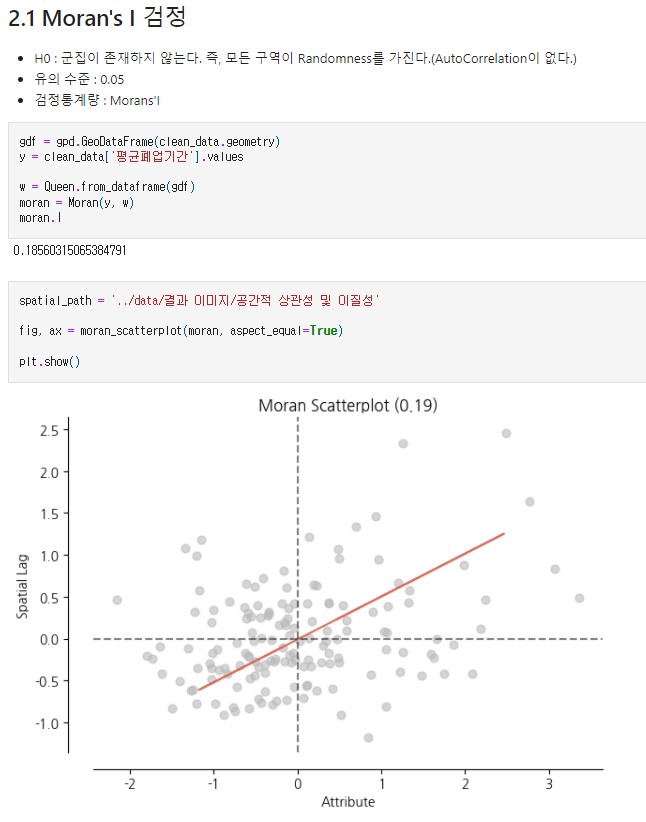 2.1 Moran's I 검정
H0 : 군집이 존재하지 않는다. 즉, 모든 구역이 Randomness를 가진다.(AutoCorrelation이 없다.)
유의 수준 : 0.05
검정통계량 : Morans'I
gdf = gpd.GeoDataFrame(clean_data.geometry)
y = clean_data['평균폐업기간'].values
w = Queen.from_dataframe(gdf)
moran = Moran(y, w)
moran.I
0.18560315065384791
spatial_path = '../data/결과 이미지/공간적 상관성 및 이질성'
fig, ax = moran_scatterplot(moran, aspect_equal=True)
plt.show()
Moran Scatterplot (0.19)
2.5
2.0
1.5
1.0
0.5
0.0
-0.5
-1.0
Spatial Lag
-2 -1 0 1 2 3
Attribute